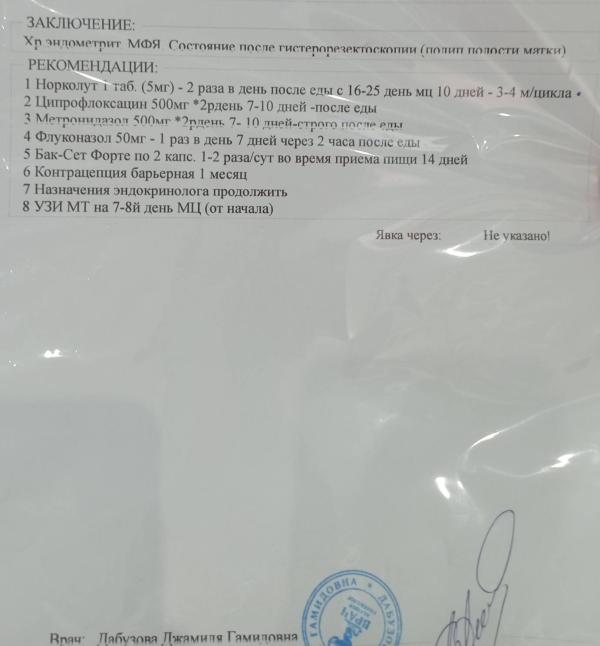 ЗАКЛЮЧЕНИЕ:
Хр эндометрит МФЯ Состояние после гистерорезектоскопии (полип полости мятки)
РЕКОМЕНДАЦИИ:
1 Норколут 1 таб. (5мг) - 2 раза в день после еды с 16-25 день мц 10 дней - 3-4 м/цикла
2 Ципрофлоксацин 500мг *2рдень 7-10 дней -после еды
3 Метронидазол 500мг *2рдень 7- 10 дней-строго после еды
4 Флуконазол 50мг - 1 раз в день 7 дней через 2 часа после еды
5 Бак-Сет Форте по 2 капс. 1-2 раза/сут во время приема пищи 14 дней
6 Контрацепция барьерная 1 месяц
7 Назначения эндокринолога продолжить
8 УЗИ МТ на 7-8й день МЦ (от начала)
Явка через: Не указано!
ГАМИДОВНА * ДАБУЗО
ВРАЧ
Врач: Дабузова Джамиля Гамидовна